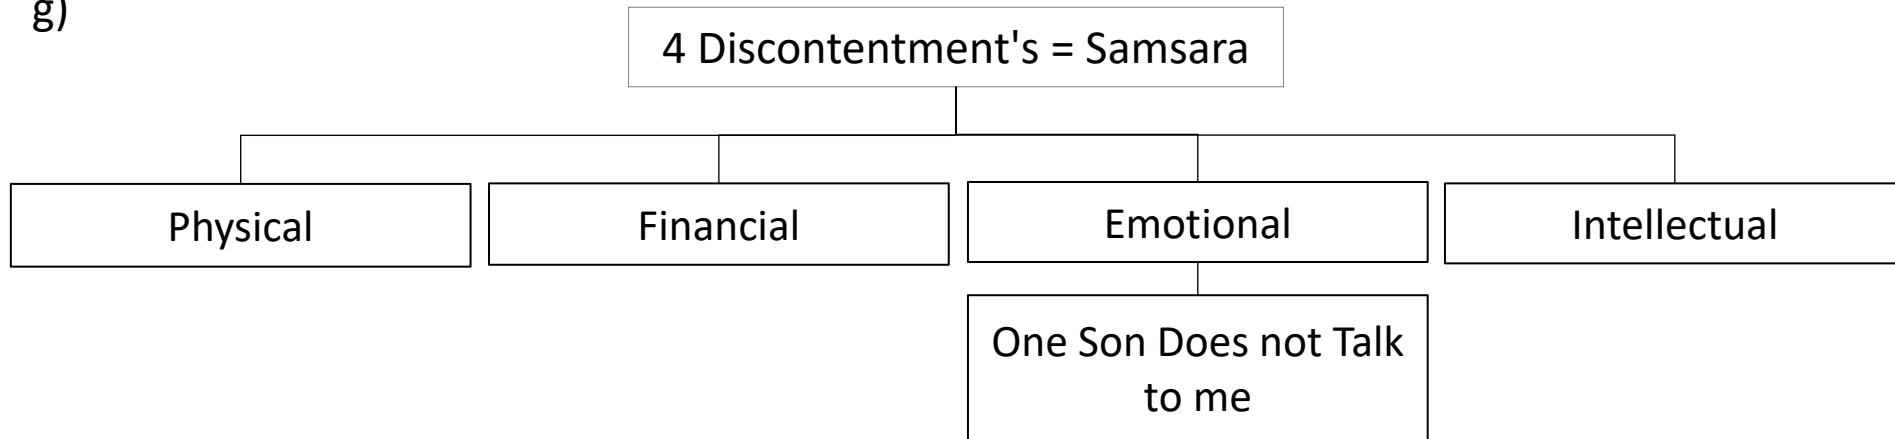 g)
4 Discontentment's = Samsara
Physical
Financial
Emotional
Intellectual
One Son Does not Talk
to me